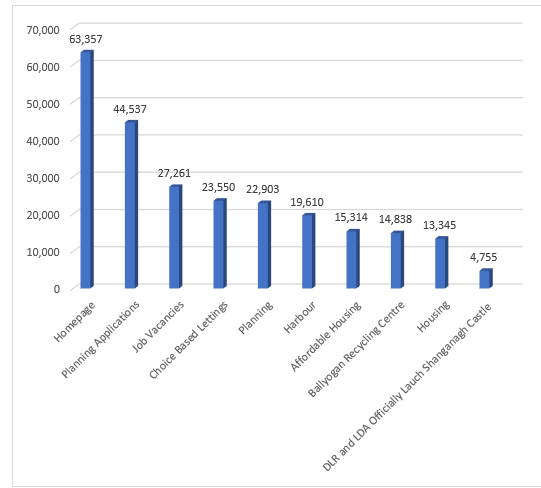 70,000
60,000
50,000
40,000
30,000
20,000
10,000
0
63,357
44,537
27,261
23,550
22,903
19,610
15,314
14,838
13,345
4,755
Homepage
Planning Applications
Job Vacancies
Choice Based Lettings
Planning
Harbour
Affordable Housing
Ballyogan Recycling Centre
Housing
DLR and LDA Officially Lauch Shanganagh Castle